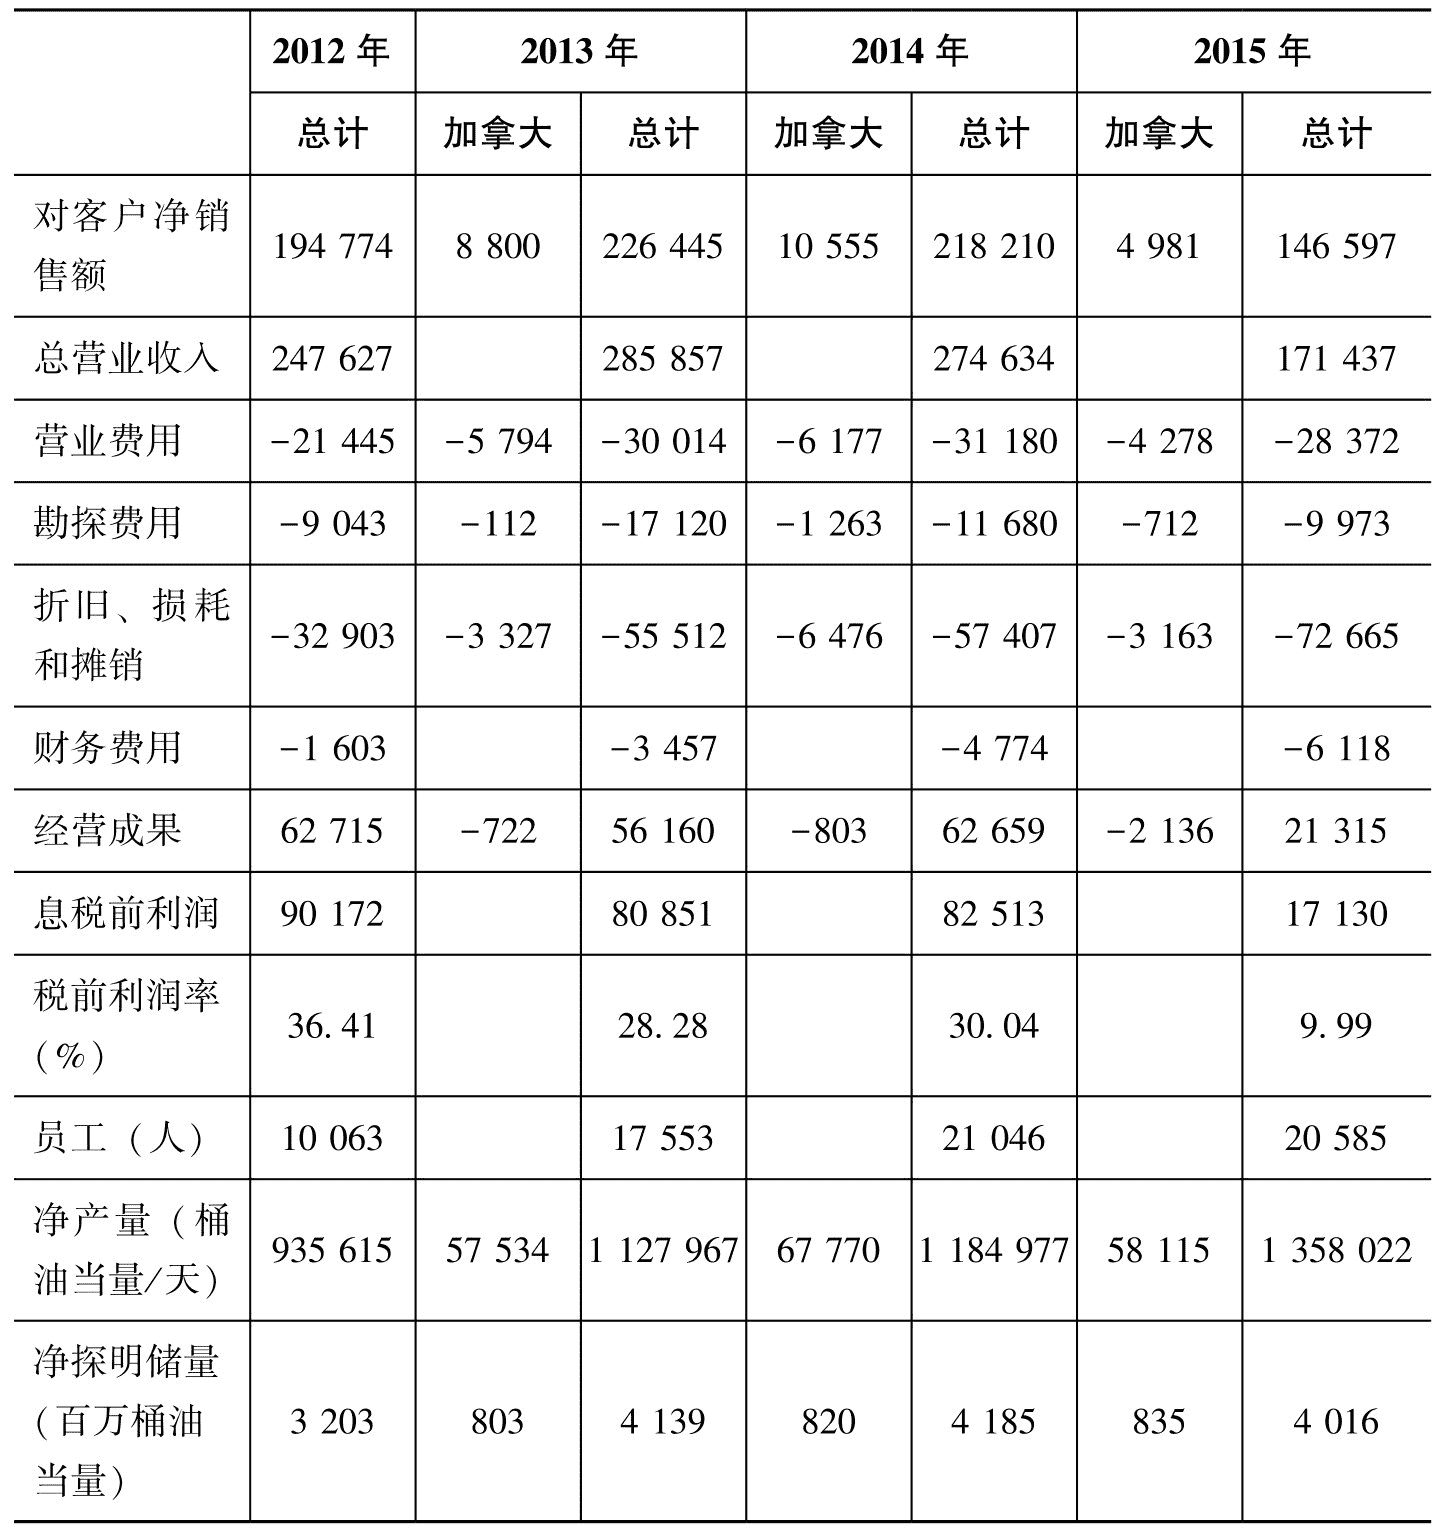 2012 年 2013 年 2014 年 2015 年
总计 加拿大 总计 加拿大 总计 加拿大 总计
对客户净销
售额 194 774 8 800 226 445 10 555 218 210 4 981 146 597
总营业收入 247 627 285 857 274 634 171 437
营业费用 -21 445 -5 794 -30 014 -6 177 -31 180 -4 278 -28 372
勘探费用 -9 043 -112 -17 120 -1 263 -11 680 -712 -9 973
折旧、损耗
和摊销 -32 903 -3 327 -55 512 -6 476 -57 407 -3 163 -72 665
财务费用 -1 603 -3 457 -4 774 -6 118
经营成果 62 715 -722 56 160 -803 62 659 -2 136 21 315
息税前利润 90 172 80 851 82 513 17 130
税前利润率
(%) 36.41 28.28 30.04 9.99
员工（人） 10 063 17 553 21 046 20 585
净产量（桶
油当量/天） 935 615 57 534 1 127 967 67 770 1 184 977 58 115 1 358 022
净探明储量
(百万桶油
当量) 3 203 803 4 139 820 4 185 835 4 016